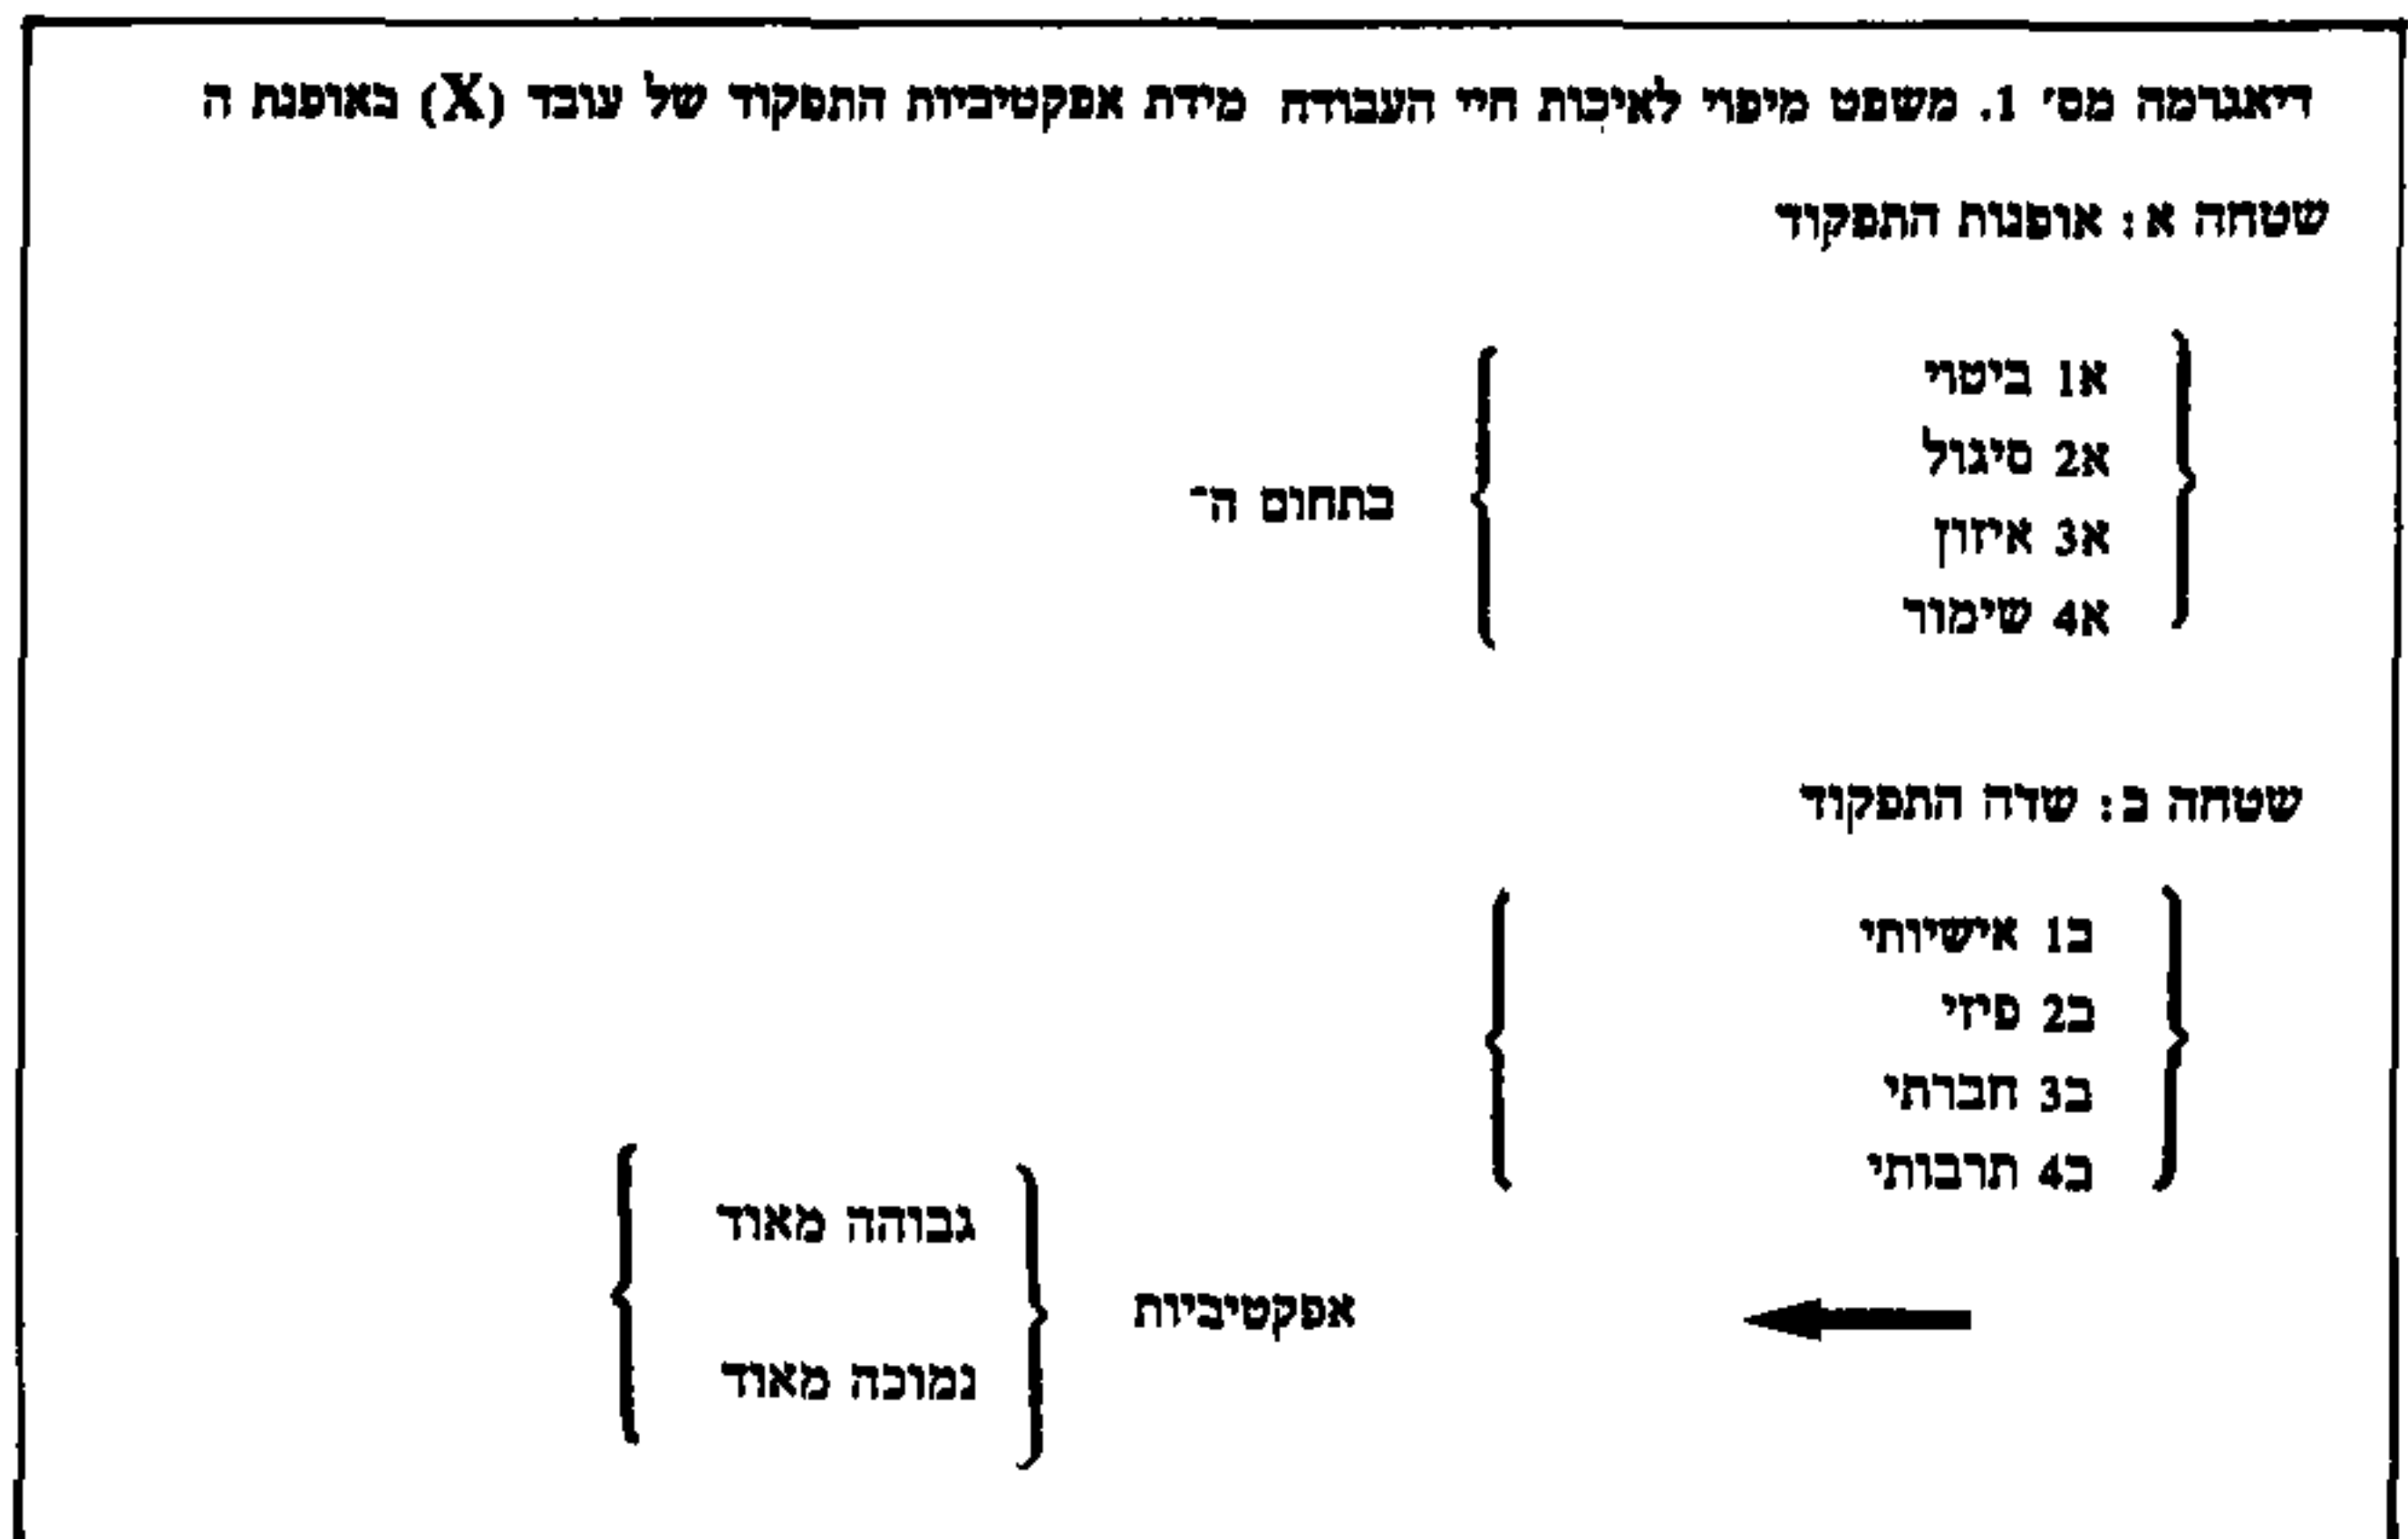 דיאגרמה מס׳ 1. משפט מיפוי לאיכות חיי העבודה מידת אפקטיביות התפקוד של עובד (X) באופנת ה
שטחה א: אופנות התפקוד
א1 ביטוי
א2 סיגול
א3 איזון
א4 שימור
בתחום ה־
שטחה ב: שדה התפקוד
ב1 אישיותי
ב2 פיזי
ב3 חברתי
ב4 תרבותי
אפקטיביות
גבוהה מאוד
נמוכה מאוד